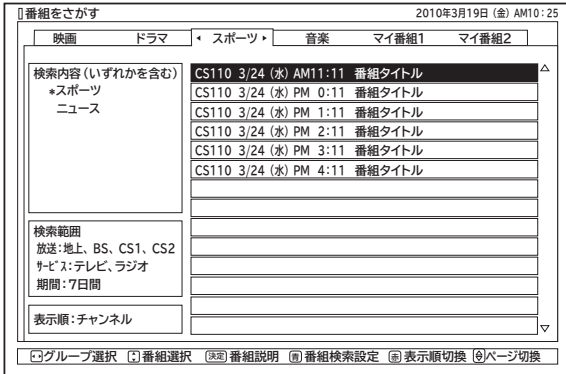 番組をさがす 2010年3月19日(金)AM10:25
映画 ドラマ スポーツ 音楽 マイ番組1 マイ番組2
検索内容(いずれかを含む)
*スポーツ
ニュース
CS110 3/24(水)AM11:11 番組タイトル
CS110 3/24(水)PM 0:11 番組タイトル
CS110 3/24(水)PM 1:11 番組タイトル
CS110 3/24(水)PM 2:11 番組タイトル
CS110 3/24(水)PM 3:11 番組タイトル
CS110 3/24(水)PM 4:11 番組タイトル
検索範囲
放送:地上、BS、CS1、CS2
サービス:テレビ、ラジオ
期間:7日間
表示順:チャンネル
グループ選択 番組選択 決定 番組説明 青 番組検索設定 赤 表示順切換 ページ切換